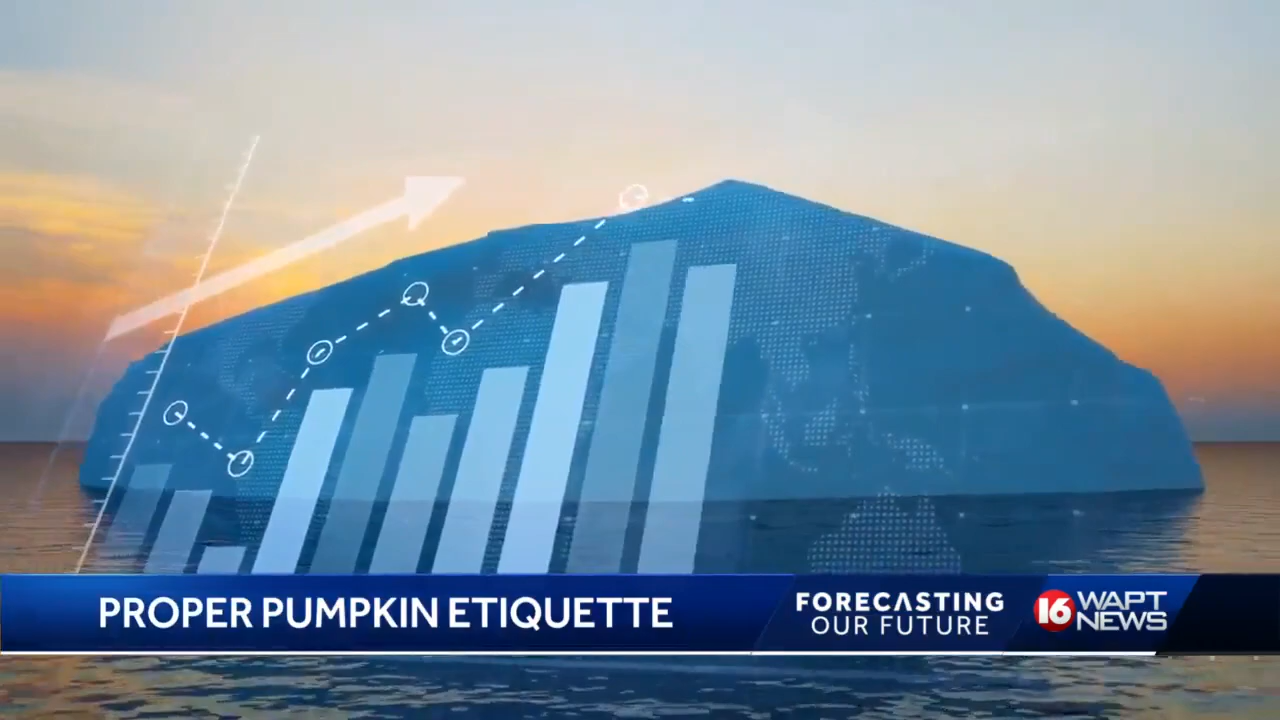 PROPER PUMPKIN ETIQUETTE
FORECASTING
OUR FUTURE
16 WAPT
NEWS